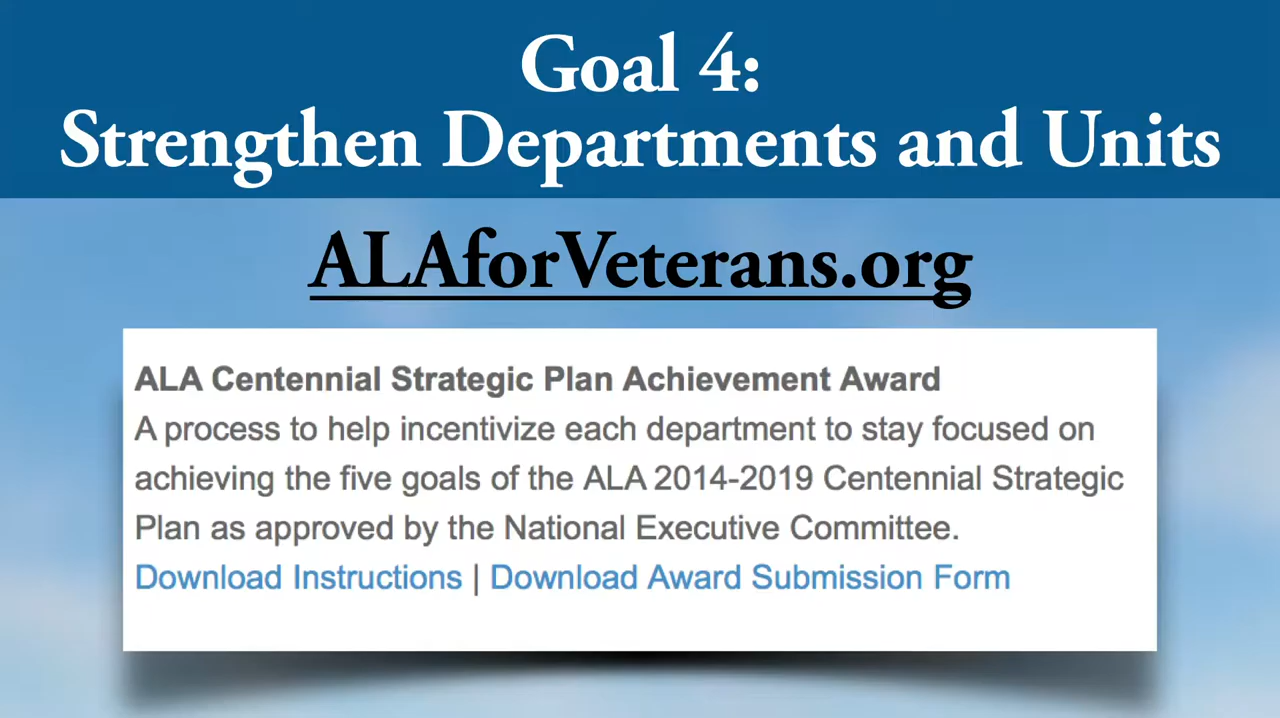 Goal 4:
Strengthen Departments and Units
ALAforVeterans.org
ALA Centennial Strategic Plan Achievement Award
A process to help incentivize each department to stay focused on
achieving the five goals of the ALA 2014-2019 Centennial Strategic
Plan as approved by the National Executive Committee.
Download Instructions | Download Award Submission Form